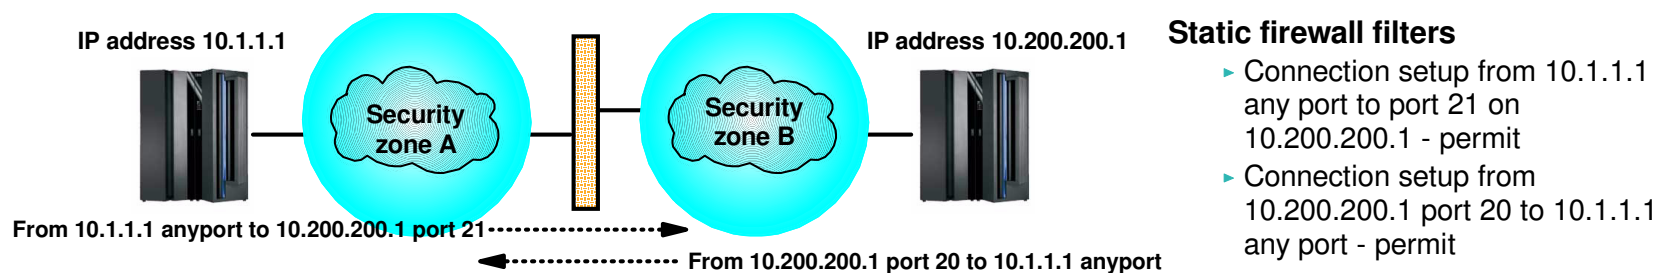 IP address 10.1.1.1
Security
zone A
Security
zone B
IP address 10.200.200.1
From 10.1.1.1 anyport to 10.200.200.1 port 21
From 10.200.200.1 port 20 to 10.1.1.1 anyport
Static firewall filters
► Connection setup from 10.1.1.1
any port to port 21 on
10.200.200.1 - permit
► Connection setup from
10.200.200.1 port 20 to 10.1.1.1
any port - permit